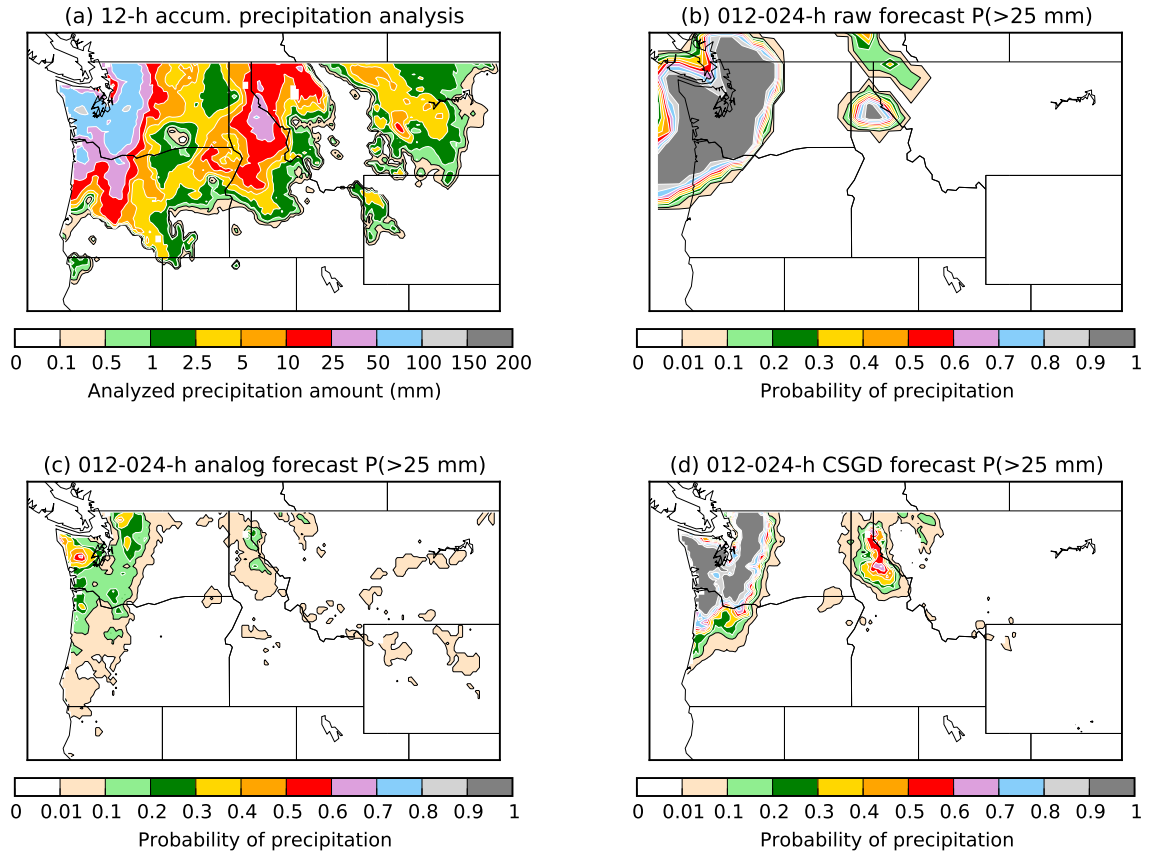 (a) 12-h accum. precipitation analysis
(b) 012-024-h raw forecast P(>25 mm)
0 0.1 0.5 1 2.5 5 10 25 50 100 150 200
Analyzed precipitation amount (mm)
0 0.01 0.1 0.2 0.3 0.4 0.5 0.6 0.7 0.8 0.9 1
Probability of precipitation
(c) 012-024-h analog forecast P(>25 mm)
(d) 012-024-h CSGD forecast P(>25 mm)
0 0.01 0.1 0.2 0.3 0.4 0.5 0.6 0.7 0.8 0.9 1
Probability of precipitation
0 0.01 0.1 0.2 0.3 0.4 0.5 0.6 0.7 0.8 0.9 1
Probability of precipitation